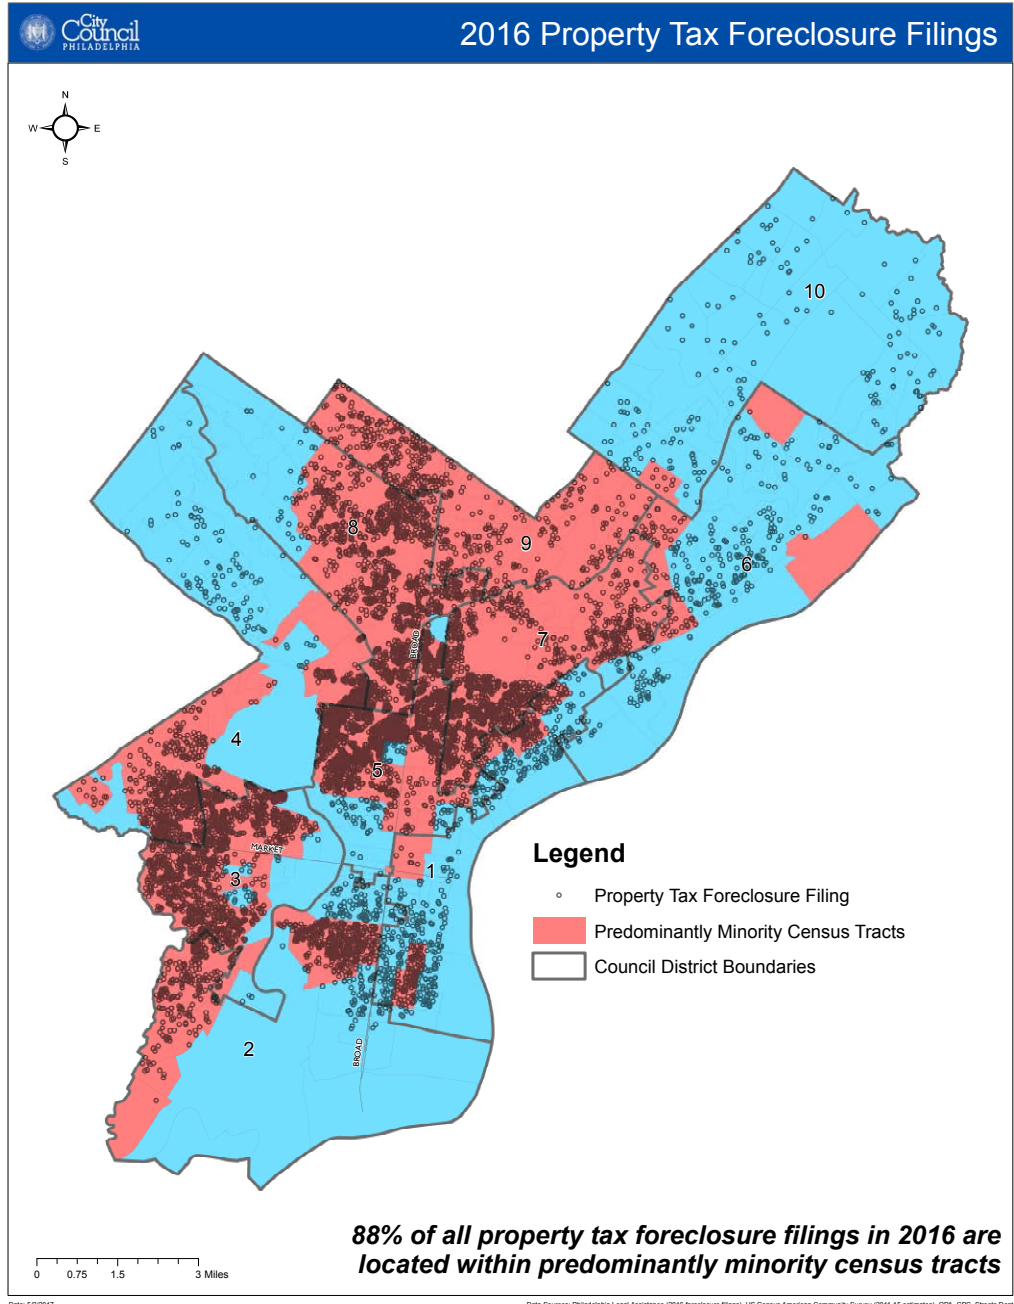 City
Council
PHILADELPHIA
2016 Property Tax Foreclosure Filings
N
W E
S
10
8
9
6
7
BROAD
4
5
MARKET
3
1
2
BROAD
Legend
Property Tax Foreclosure Filing
Predominantly Minority Census Tracts
Council District Boundaries
88% of all property tax foreclosure filings in 2016 are
located within predominantly minority census tracts
0 0.75 1.5 3 Miles